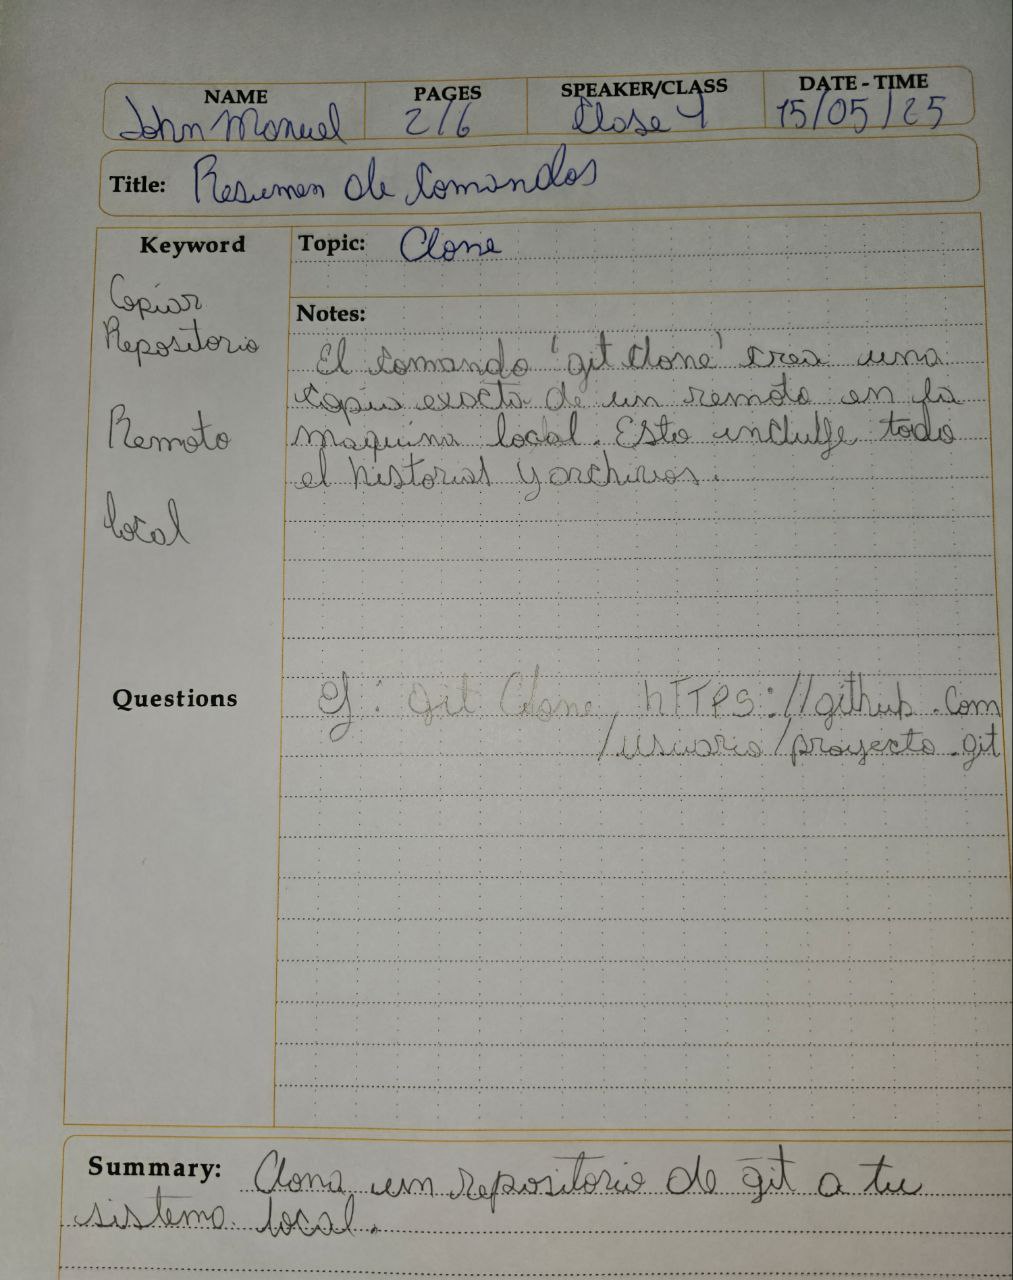 NAME PAGES SPEAKER/CLASS DATE - TIME
John Manuel 2/6 Clase 4 15/05/25
Title: Resumen de Comandos
Keyword
Topic: Clone
Copiar
Repositorio
Remoto
local
Notes:
El comando 'git clone' crea una
copia exacta de un remoto en la
maquina local. Esto incluye todo
el historial y archivos.
Questions
Ej: git Clone, hTTPS://github.com
/usuario/proyecto.git
Summary: Clona un repositorio de git a tu
sistema local.